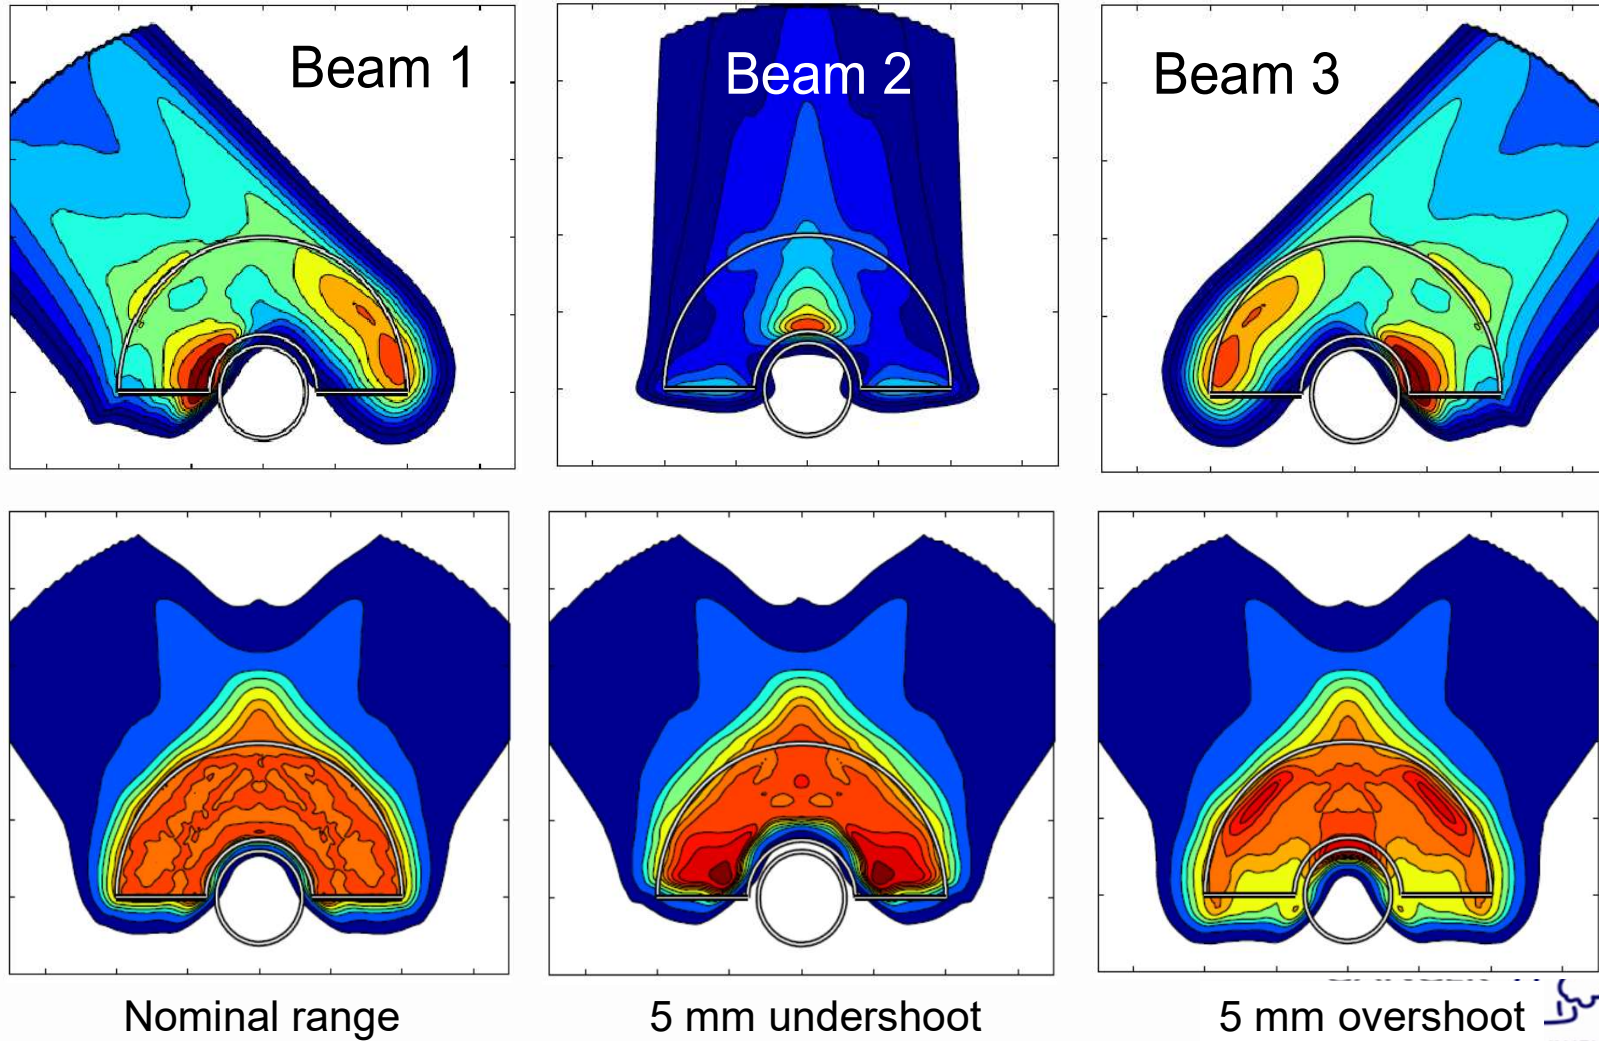 Beam 1
Beam 2
Beam 3
Nominal range
5 mm undershoot
5 mm overshoot